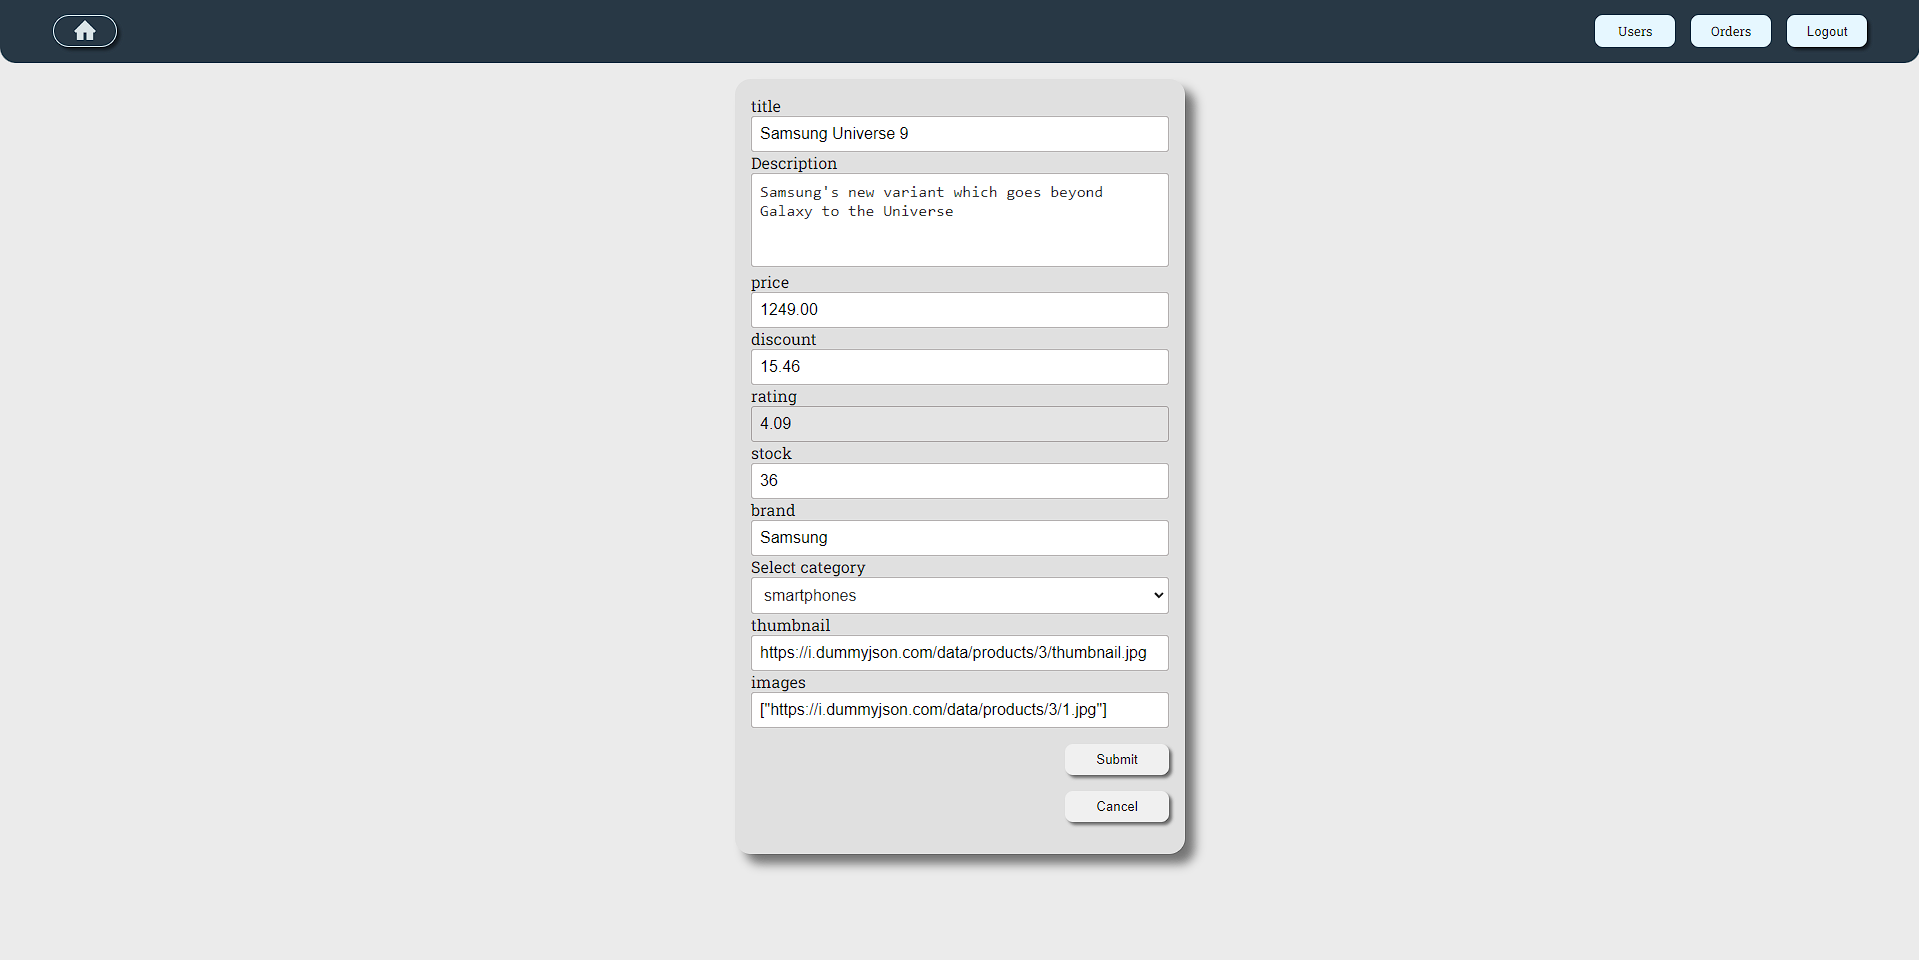 Users
Orders
Logout
title
Samsung Universe 9
Description
Samsung's new variant which goes beyond
Galaxy to the Universe
price
1249.00
discount
15.46
rating
4.09
stock
36
brand
Samsung
Select category
smartphones
thumbnail
https://i.dummyjson.com/data/products/3/thumbnail.jpg
images
["https://i.dummyjson.com/data/products/3/1.jpg"]
Submit
Cancel